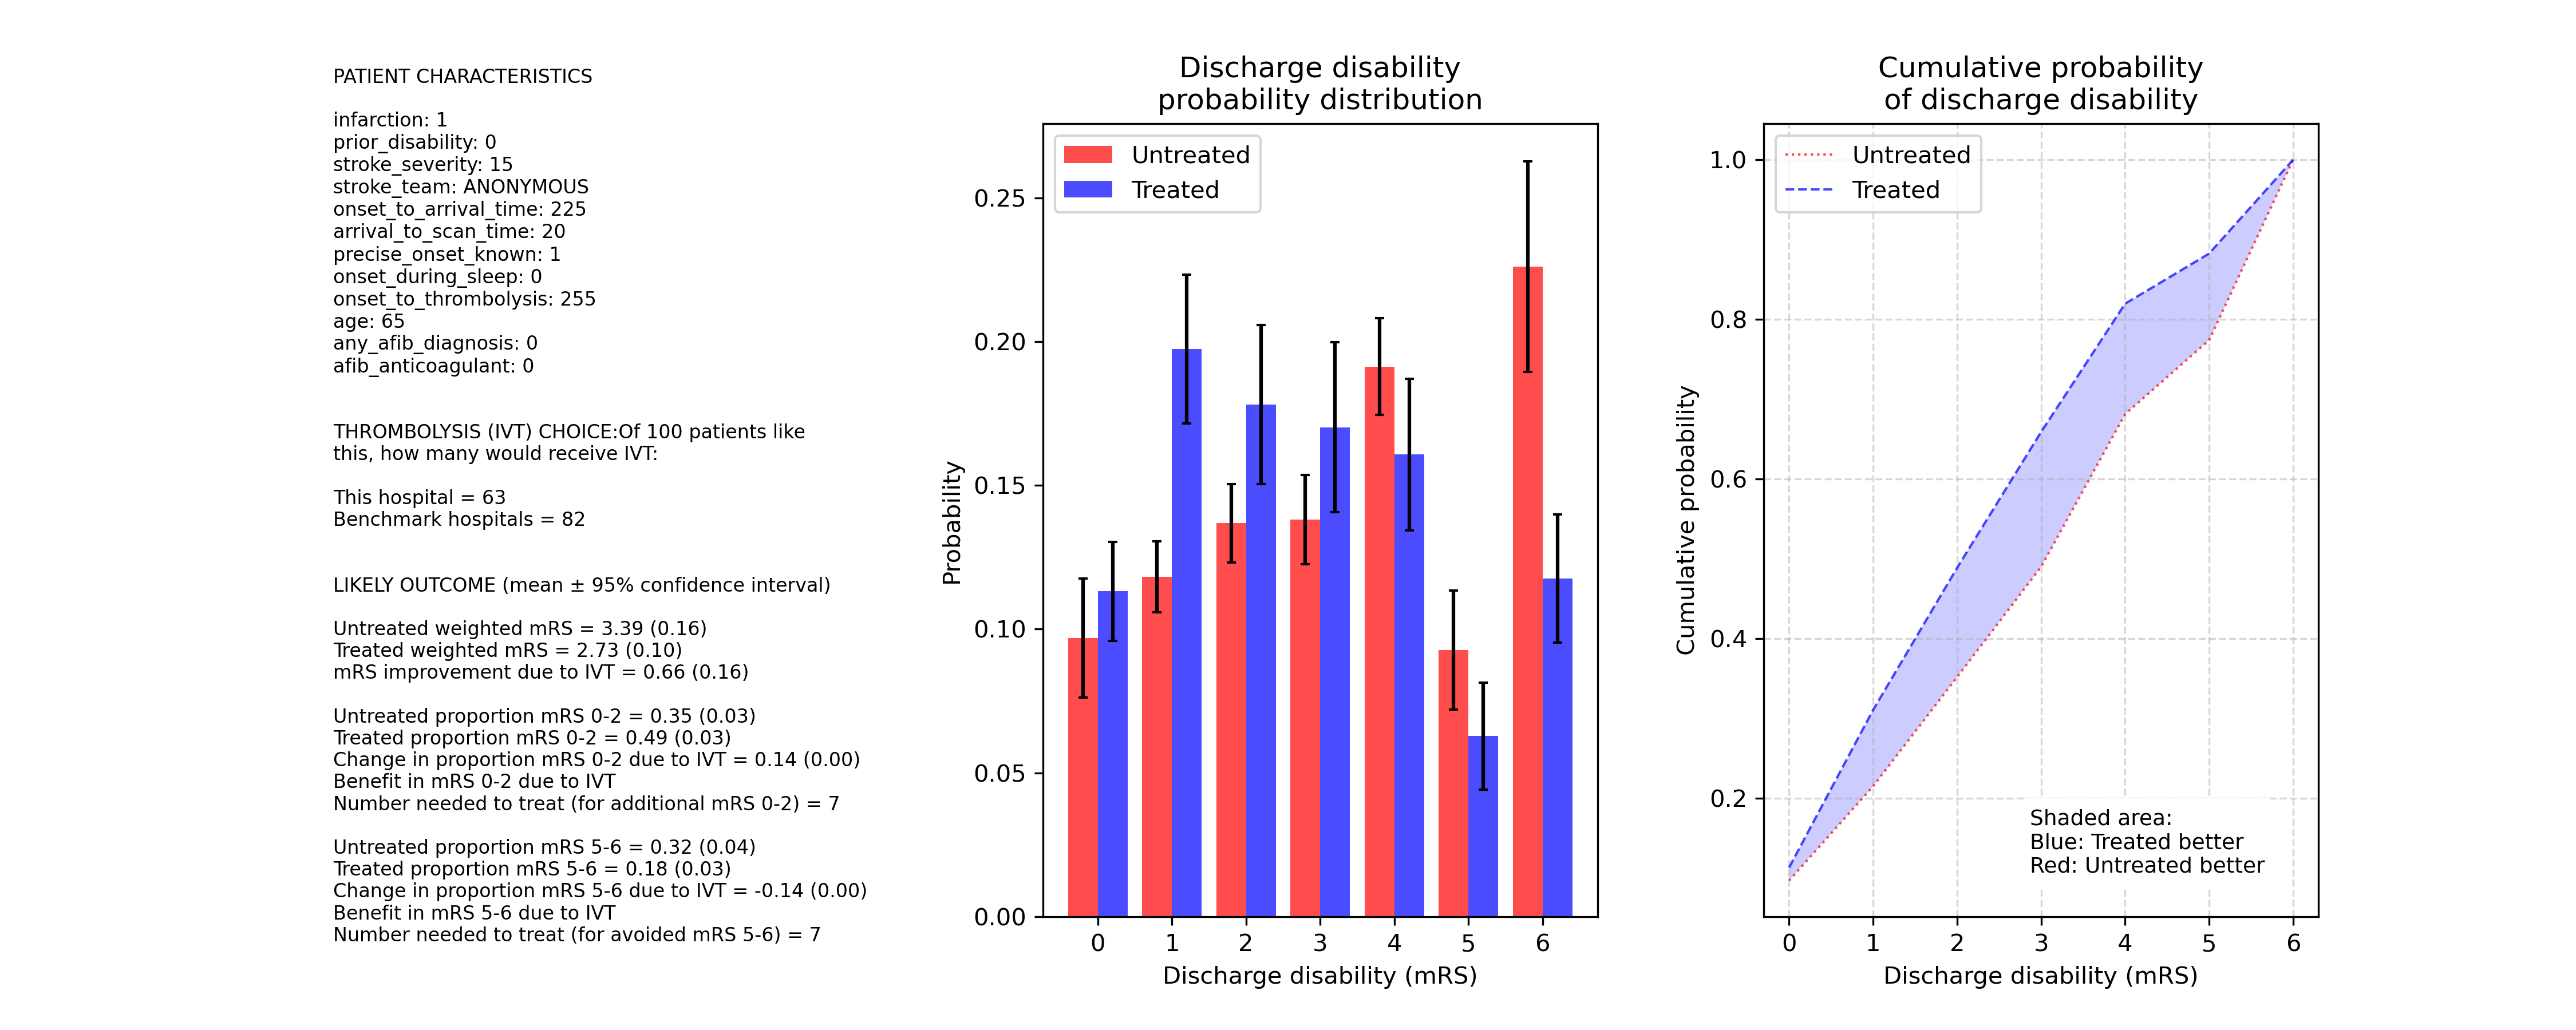 PATIENT CHARACTERISTICS
infarction: 1
prior_disability: 0
stroke_severity: 15
stroke_team: ANONYMOUS
onset_to_arrival_time: 225
arrival_to_scan_time: 20
precise_onset_known: 1
onset_during_sleep: 0
onset_to_thrombolysis: 255
age: 65
any_afib_diagnosis: 0
afib_anticoagulant: 0
THROMBOLYSIS (IVT) CHOICE:Of 100 patients like
this, how many would receive IVT:
This hospital = 63
Benchmark hospitals = 82
LIKELY OUTCOME (mean ± 95% confidence interval)
Untreated weighted mRS = 3.39 (0.16)
Treated weighted mRS = 2.73 (0.10)
mRS improvement due to IVT = 0.66 (0.16)
Untreated proportion mRS 0-2 = 0.35 (0.03)
Treated proportion mRS 0-2 = 0.49 (0.03)
Change in proportion mRS 0-2 due to IVT = 0.14 (0.00)
Benefit in mRS 0-2 due to IVT
Number needed to treat (for additional mRS 0-2) = 7
Untreated proportion mRS 5-6 = 0.32 (0.04)
Treated proportion mRS 5-6 = 0.18 (0.03)
Change in proportion mRS 5-6 due to IVT = -0.14 (0.00)
Benefit in mRS 5-6 due to IVT
Number needed to treat (for avoided mRS 5-6) = 7
Discharge disability
probability distribution
Untreated
Treated
Probability
0.25
0.20
0.15
0.10
0.05
0.00
0 1 2 3 4 5 6
Discharge disability (mRS)
Cumulative probability
of discharge disability
Untreated
Treated
Cumulative probability
1.0
0.8
0.6
0.4
0.2
Shaded area:
Blue: Treated better
Red: Untreated better
0 1 2 3 4 5 6
Discharge disability (mRS)